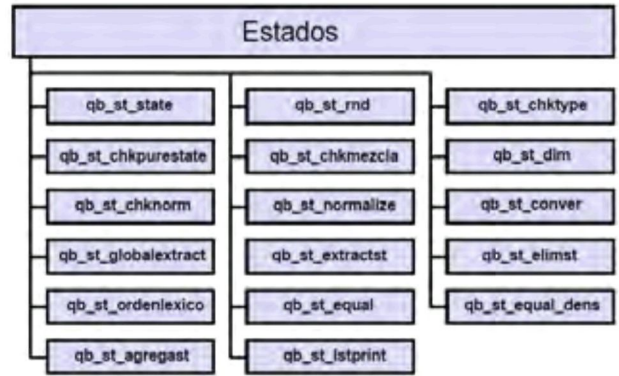 Estados
qb_st_state
qb_st_rnd
qb_st_chktype
qb_st_chkpurestate
qb_st_chkmezcla
qb_st_dim
qb_st_chknorm
qb_st_normalize
qb_st_conver
qb_st_globalextract
qb_st_extractst
qb_st_elimst
qb_st_ordenlexico
qb_st_equal
qb_st_equal_dens
qb_st_agregast
qb_st_lstprint